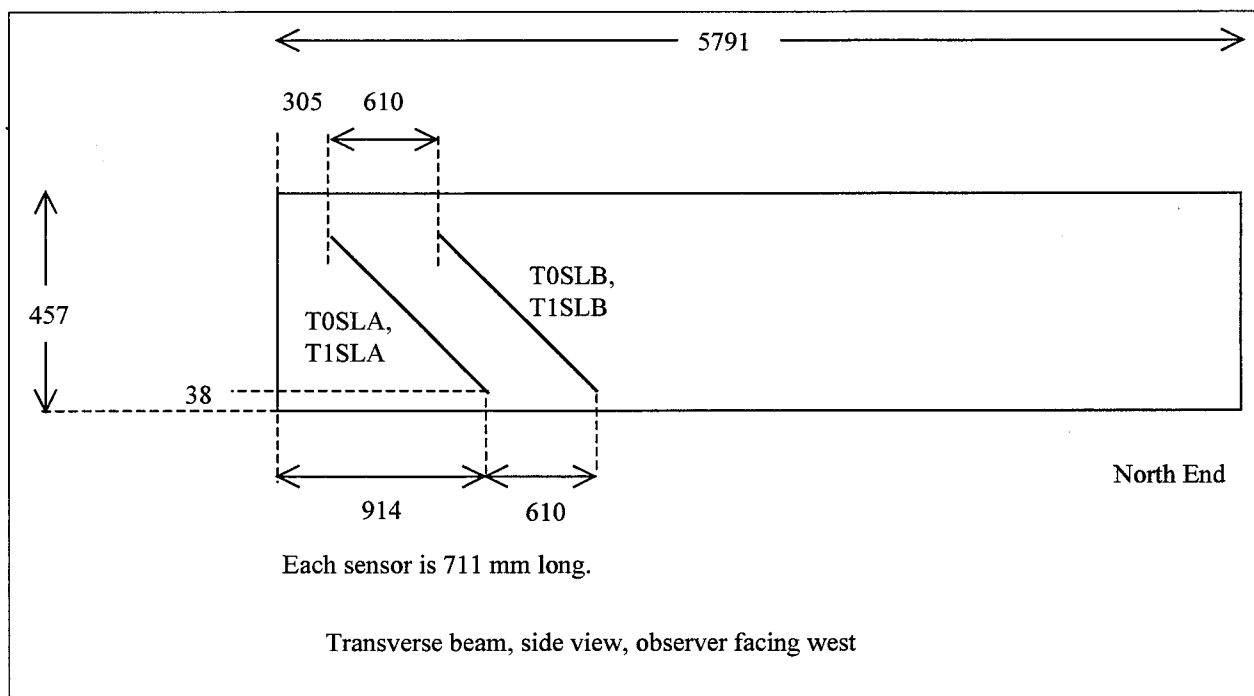 5791
305
610
T0SLB,
T1SLB
457
T0SLA,
T1SLA
38
North End
914
610
Each sensor is 711 mm long.
Transverse beam, side view, observer facing west